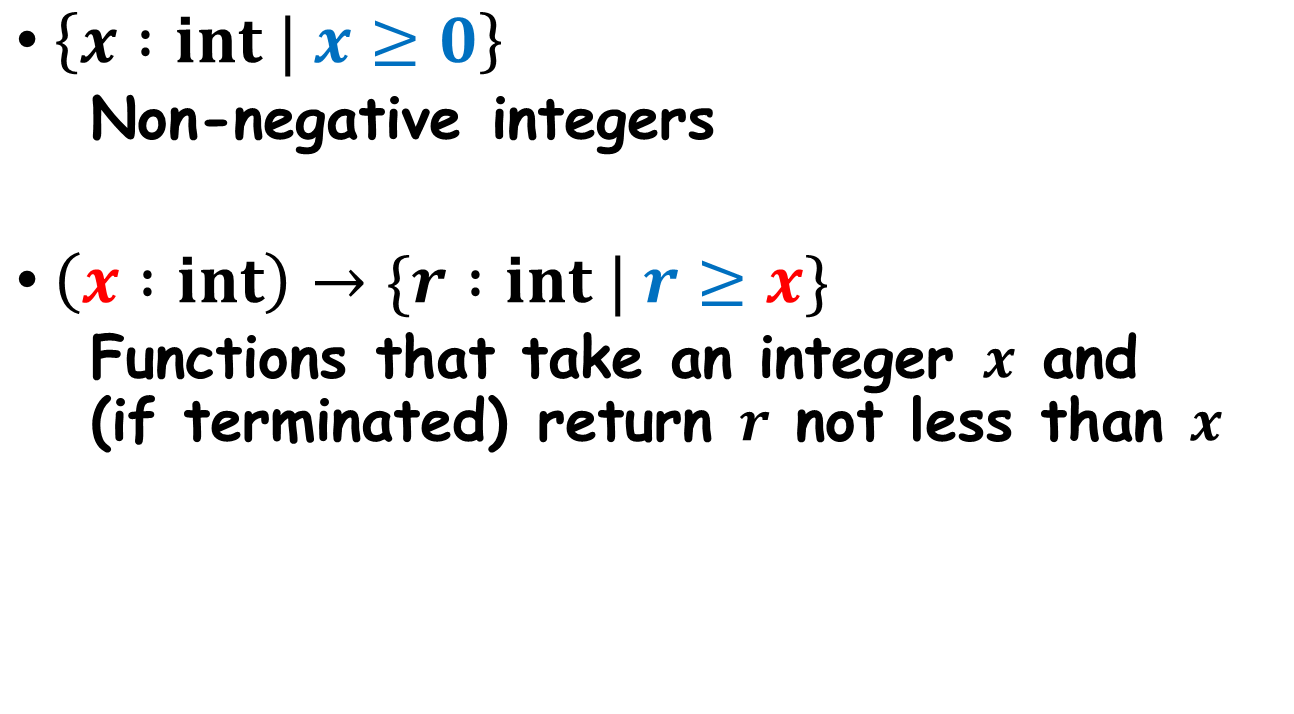 • {x : int | x ≥ 0}
Non-negative integers
• (x : int) → {r : int | r ≥ x}
Functions that take an integer x and
(if terminated) return r not less than x